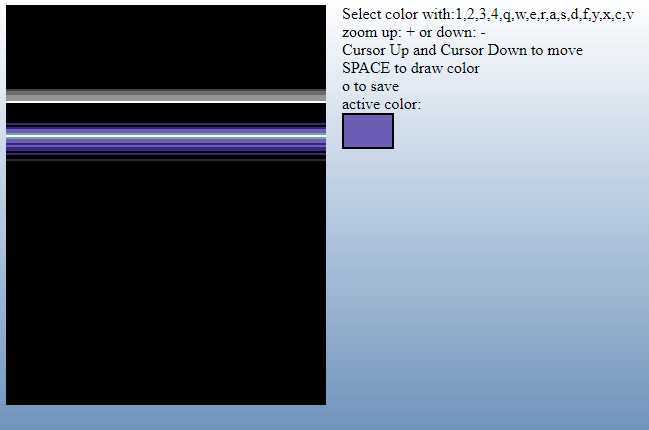 Select color with:1,2,3,4,q,w,e,r,a,s,d,f,y,x,c,v
zoom up: + or down: -
Cursor Up and Cursor Down to move
SPACE to draw color
o to save
active color: